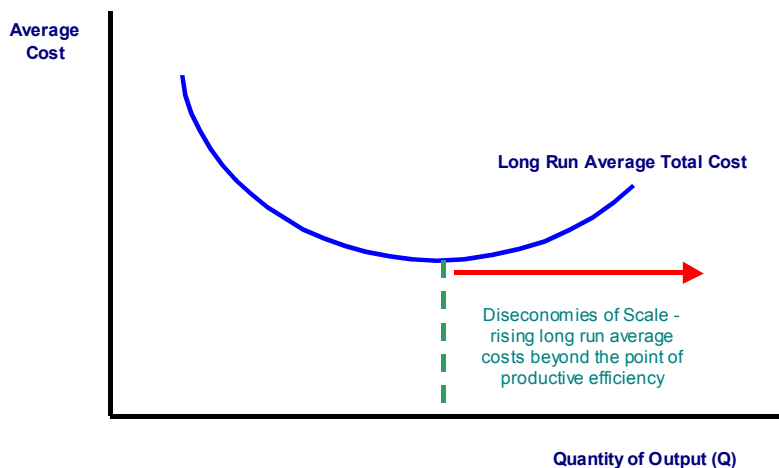 Average
Cost
Long Run Average Total Cost
Diseconomies of Scale -
rising long run average
costs beyond the point of
productive efficiency
Quantity of Output (Q)